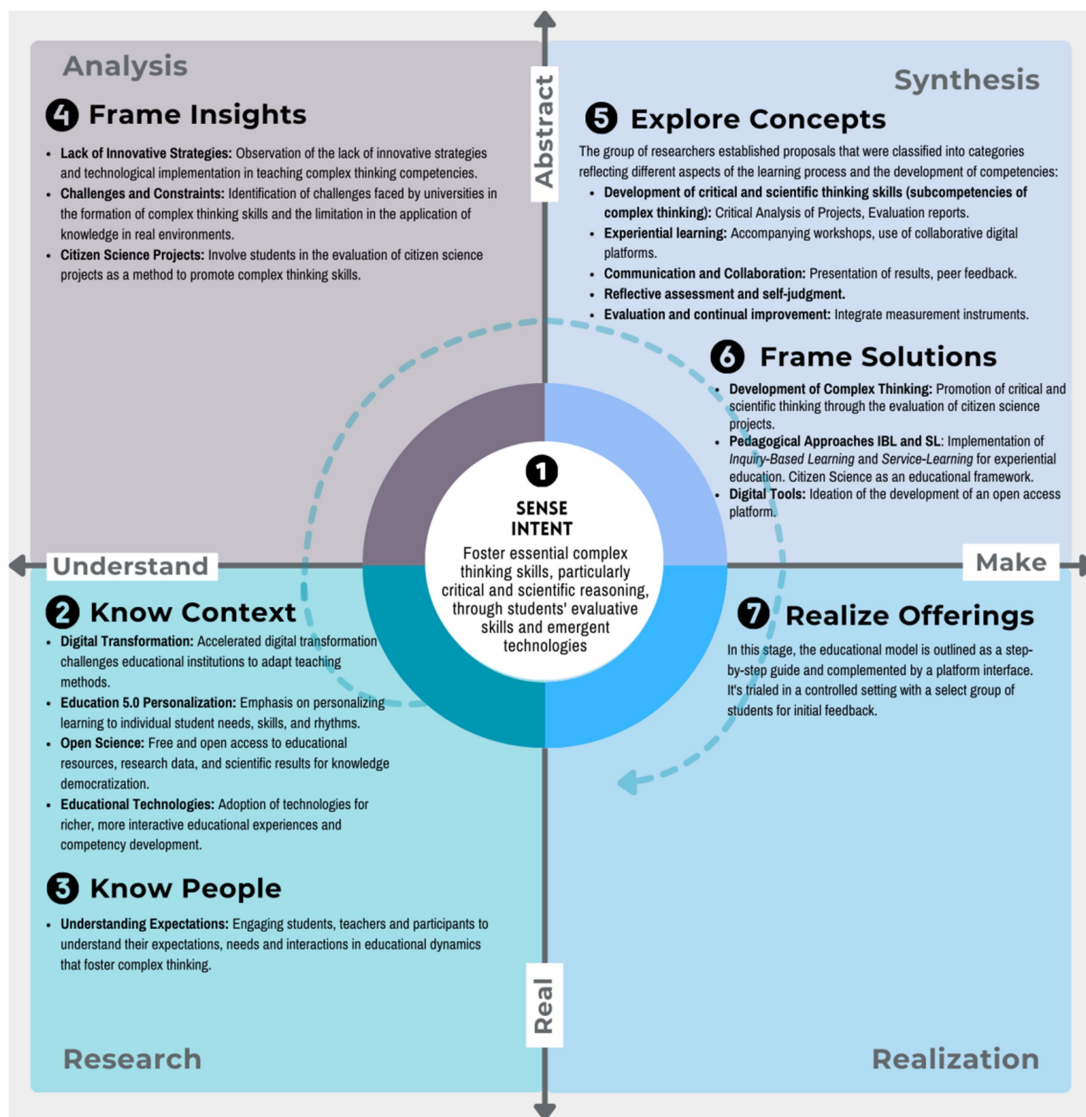 Analysis
4 Frame Insights
• Lack of Innovative Strategies: Observation of the lack of innovative strategies
and technological implementation in teaching complex thinking competencies.
• Challenges and Constraints: Identification of challenges faced by universities in
the formation of complex thinking skills and the limitation in the application of
knowledge in real environments.
• Citizen Science Projects: Involve students in the evaluation of citizen science
projects as a method to promote complex thinking skills.
Abstract
Synthesis
5 Explore Concepts
The group of researchers established proposals that were classified into categories
reflecting different aspects of the learning process and the development of competencies:
• Development of critical and scientific thinking skills (subcompetencies of
complex thinking): Critical Analysis of Projects, Evaluation reports.
• Experiential learning: Accompanying workshops, use of collaborative digital
platforms.
• Communication and Collaboration: Presentation of results, peer feedback.
• Reflective assessment and self-judgment.
• Evaluation and continual improvement: Integrate measurement instruments.
6 Frame Solutions
• Development of Complex Thinking: Promotion of critical and
scientific thinking through the evaluation of citizen science
projects.
• Pedagogical Approaches IBL and SL: Implementation of
Inquiry-Based Learning and Service-Learning for experiential
education. Citizen Science as an educational framework.
• Digital Tools: Ideation of the development of an open access
platform.
1
SENSE
INTENT
Foster essential complex
thinking skills, particularly
critical and scientific reasoning,
through students' evaluative
skills and emergent
technologies
Understand
Make
2 Know Context
• Digital Transformation: Accelerated digital transformation
challenges educational institutions to adapt teaching
methods.
• Education 5.0 Personalization: Emphasis on personalizing
learning to individual student needs, skills, and rhythms.
• Open Science: Free and open access to educational
resources, research data, and scientific results for knowledge
democratization.
• Educational Technologies: Adoption of technologies for
richer, more interactive educational experiences and
competency development.
3 Know People
• Understanding Expectations: Engaging students, teachers and participants to
understand their expectations, needs and interactions in educational dynamics
that foster complex thinking.
Research
Real
7 Realize Offerings
In this stage, the educational model is outlined as a step-
by-step guide and complemented by a platform interface.
It's trialed in a controlled setting with a select group of
students for initial feedback.
Realization